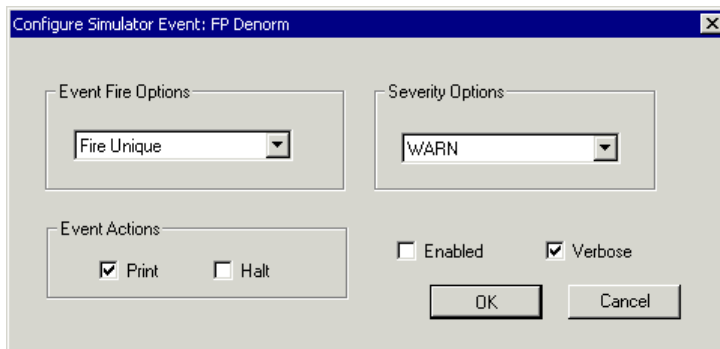 Configure Simulator Event: FP Denorm
Event Fire Options
Severity Options
Fire Unique
WARN
Event Actions
Enabled
Verbose
Print
Halt
OK
Cancel